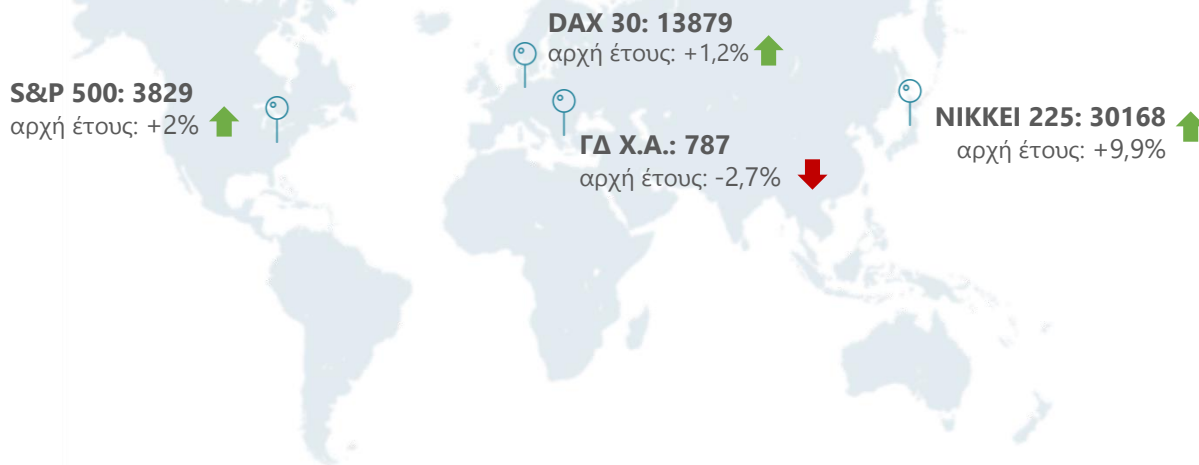 DAX 30: 13879
αρχή έτους: +1,2%
S&P 500: 3829
αρχή έτους: +2%
ΓΔ Χ.Α.: 787
αρχή έτους: -2,7%
NIKKEI 225: 30168
αρχή έτους: +9,9%